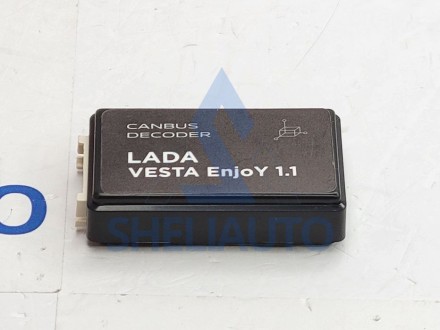 CANBUS
DECODER
LADA
VESTA EnjoY 1.1
SHELIAUTO